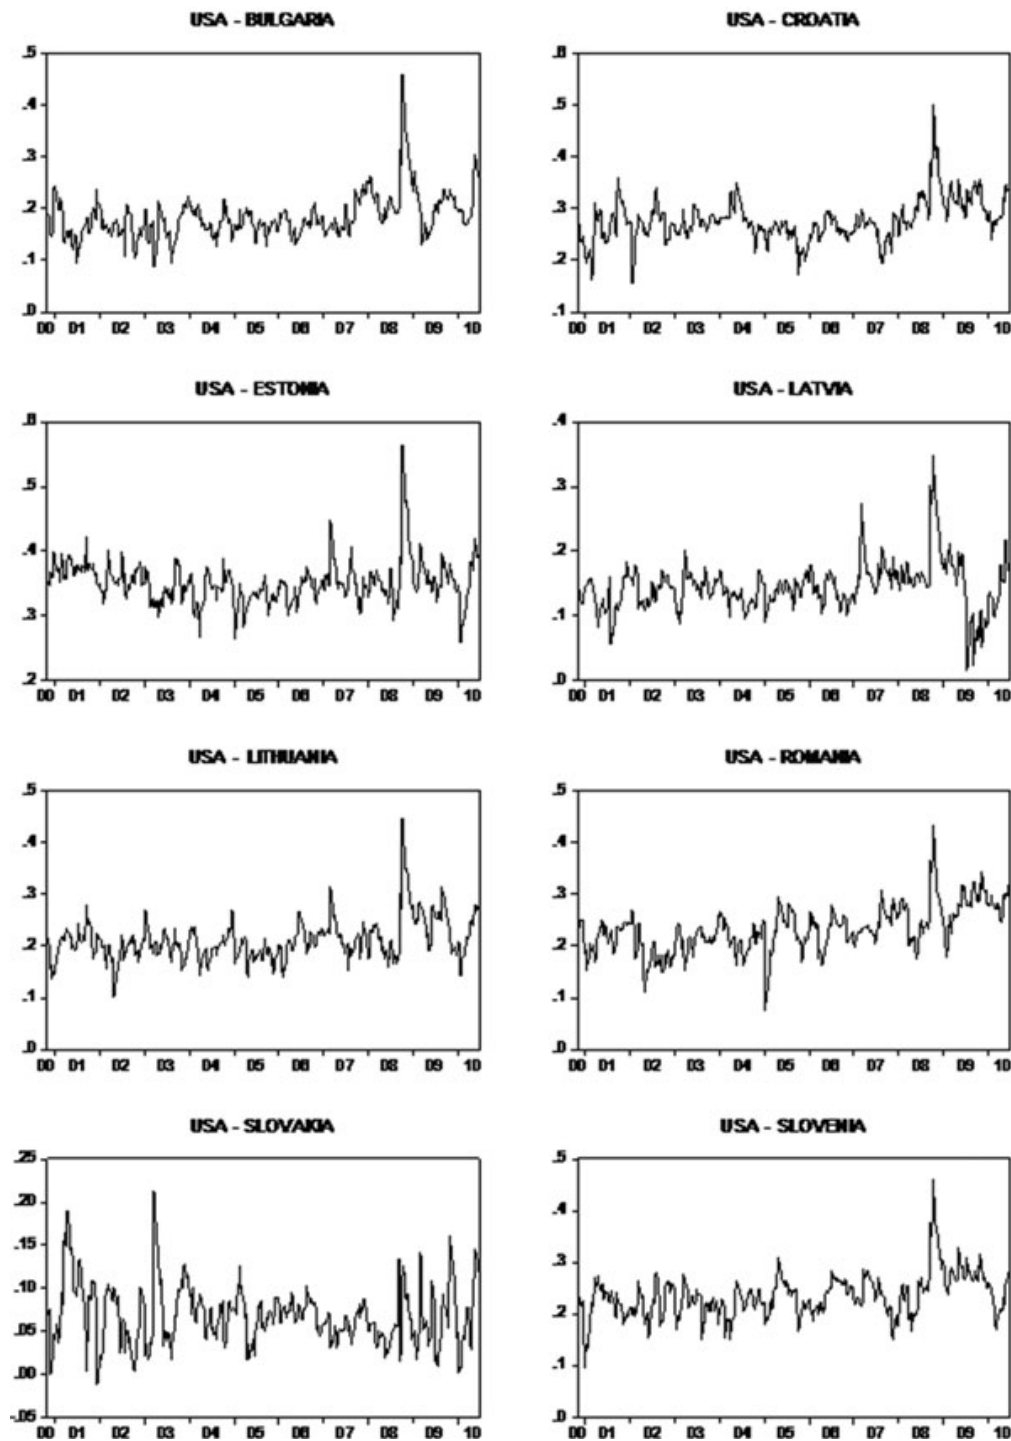 USA - BULGARIA
.5
.4
.3
.2
.1
.0
00 01 02 03 04 05 06 07 08 09 10
USA - CROATIA
.6
.5
.4
.3
.2
.1
00 01 02 03 04 05 06 07 08 09 10
USA - ESTONIA
.6
.5
.4
.3
.2
00 01 02 03 04 05 06 07 08 09 10
USA - LATVIA
.4
.3
.2
.1
.0
00 01 02 03 04 05 06 07 08 09 10
USA - LITHUANIA
.5
.4
.3
.2
.1
.0
00 01 02 03 04 05 06 07 08 09 10
USA - ROMANIA
.5
.4
.3
.2
.1
.0
00 01 02 03 04 05 06 07 08 09 10
USA - SLOVAKIA
.25
.20
.15
.10
.05
.00
-.05
00 01 02 03 04 05 06 07 08 09 10
USA - SLOVENIA
.5
.4
.3
.2
.1
.0
00 01 02 03 04 05 06 07 08 09 10